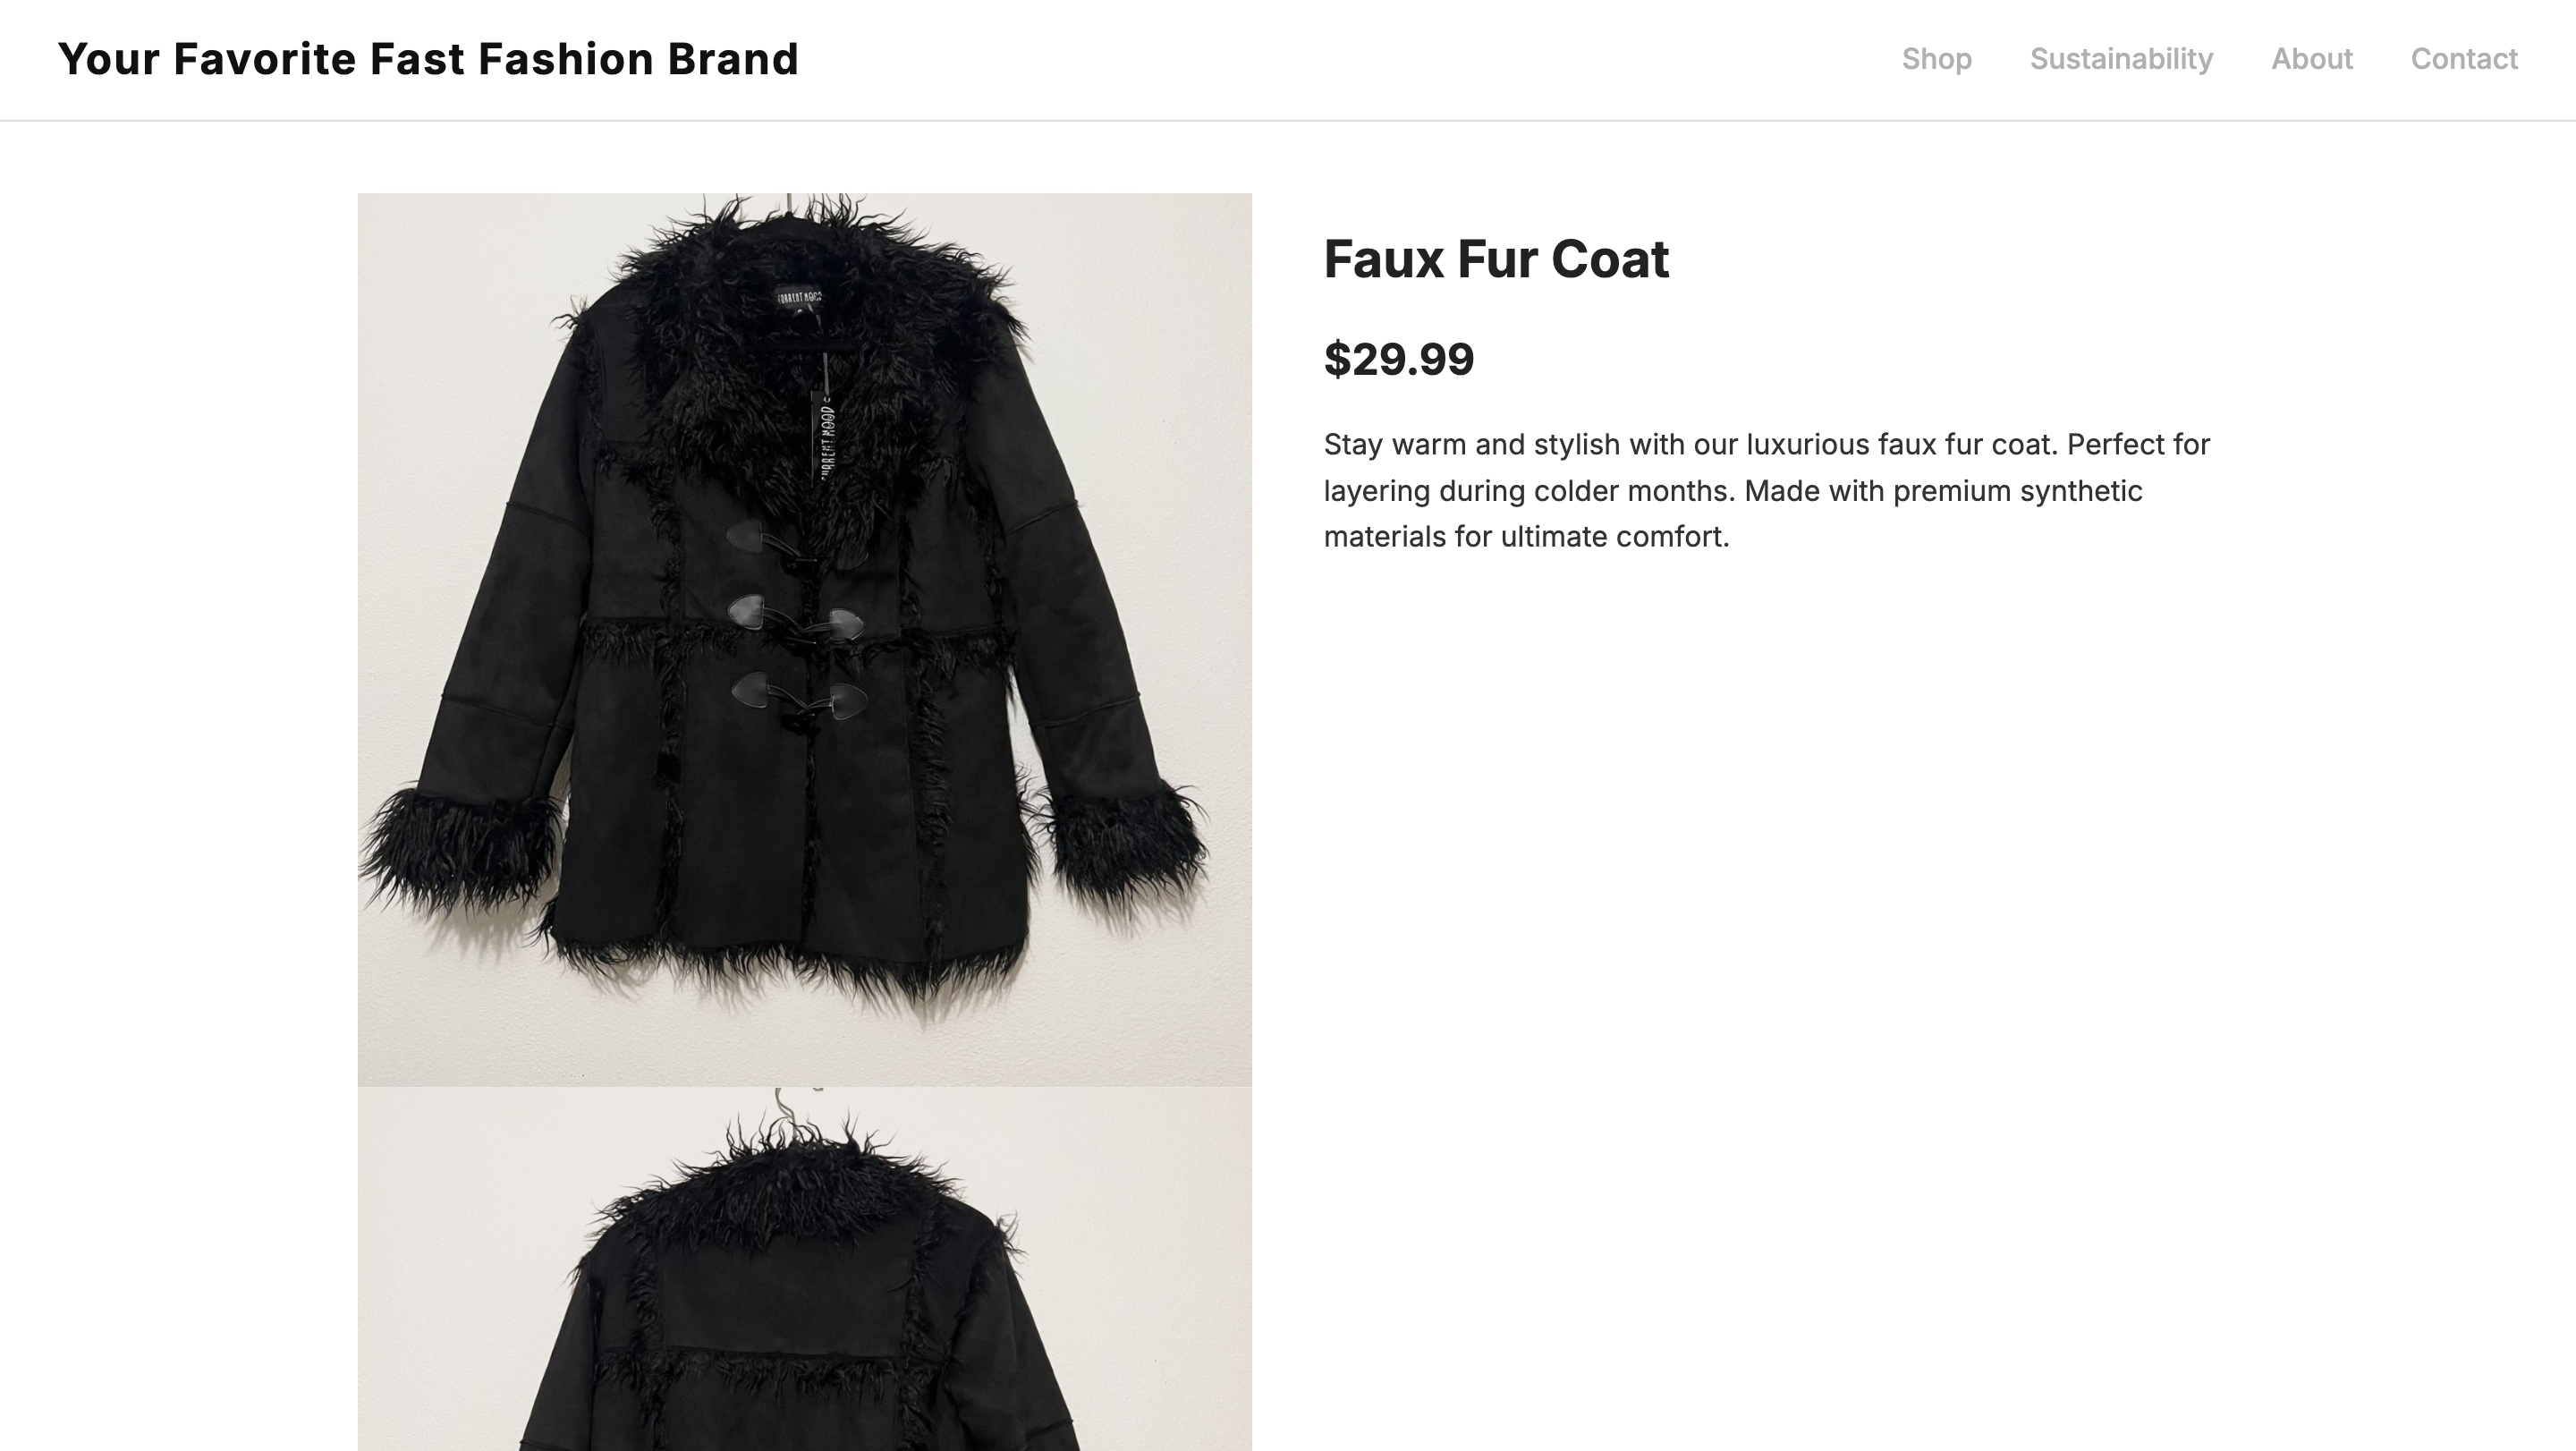 Your Favorite Fast Fashion Brand
Shop Sustainability About Contact
Faux Fur Coat
$29.99
Stay warm and stylish with our luxurious faux fur coat. Perfect for
layering during colder months. Made with premium synthetic
materials for ultimate comfort.
CURRENT MOOD